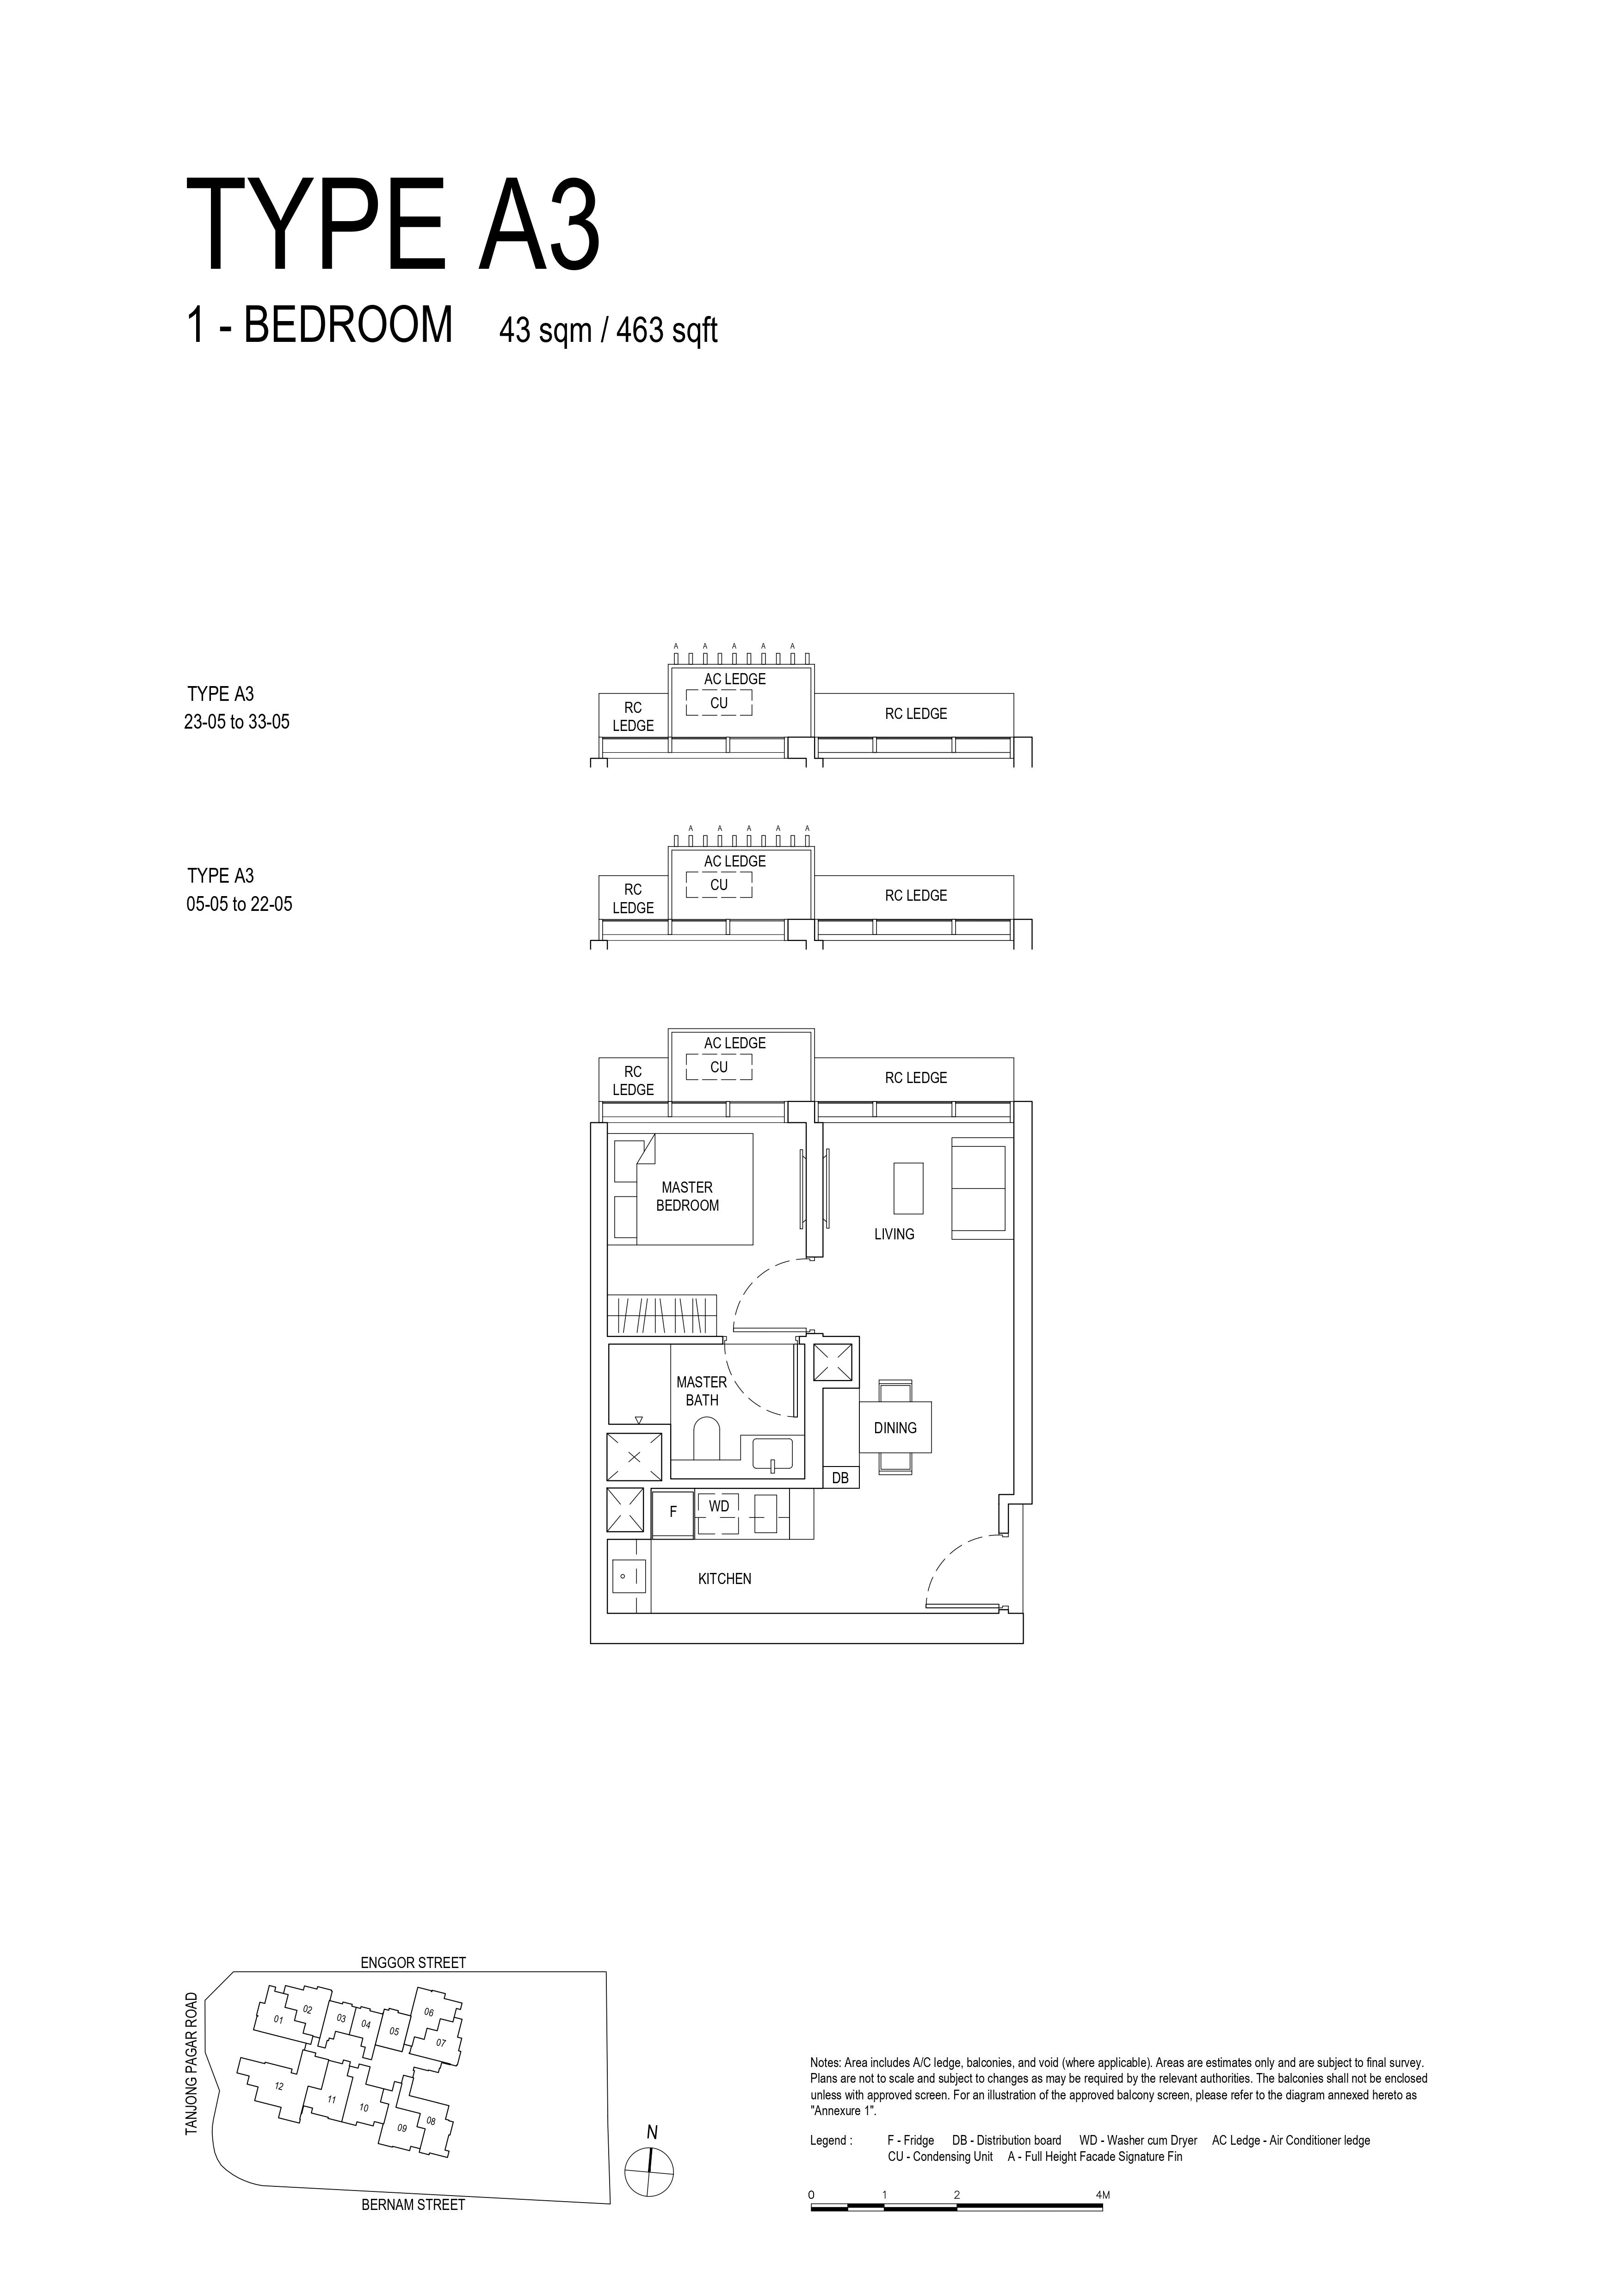 TYPE A3
1 - BEDROOM 43 sqm / 463 sqft
TYPE A3
23-05 to 33-05
A A A A A
AC LEDGE
CU
RC
LEDGE
RC LEDGE
TYPE A3
05-05 to 22-05
A A A A A
AC LEDGE
CU
RC
LEDGE
RC LEDGE
AC LEDGE
CU
RC
LEDGE
RC LEDGE
MASTER
BEDROOM
LIVING
MASTER
BATH
DINING
DB
F
WD
KITCHEN
ENGGOR STREET
TANJONG PAGAR ROAD
01
02
03
04
05
06
07
12
11
10
09
08
BERNAM STREET
N
Notes: Area includes A/C ledge, balconies, and void (where applicable). Areas are estimates only and are subject to final survey.
Plans are not to scale and subject to changes as may be required by the relevant authorities. The balconies shall not be enclosed
unless with approved screen. For an illustration of the approved balcony screen, please refer to the diagram annexed hereto as
"Annexure 1".
Legend : F - Fridge DB - Distribution board WD - Washer cum Dryer AC Ledge - Air Conditioner ledge
CU - Condensing Unit A - Full Height Facade Signature Fin
0 1 2 4M